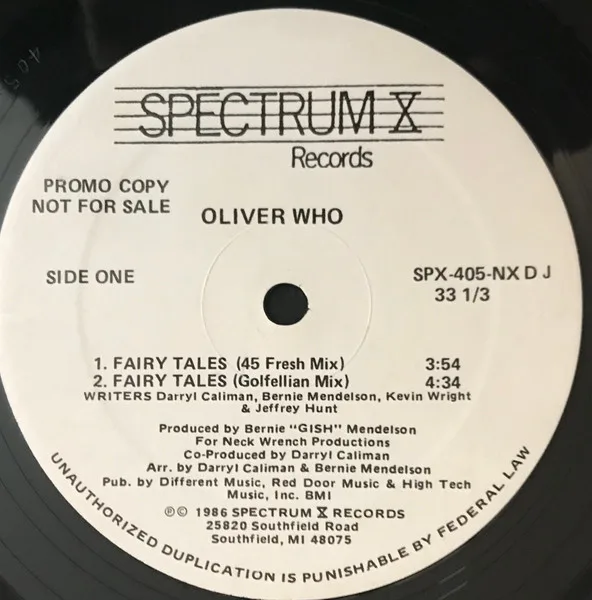 SPECTRUM X
Records
PROMO COPY
NOT FOR SALE
OLIVER WHO
SIDE ONE
SPX-405-NX D J
33 1/3
1. FAIRY TALES (45 Fresh Mix) 3:54
2. FAIRY TALES (Golfellian Mix) 4:34
WRITERS Darryl Caliman, Bernie Mendelson, Kevin Wright
& Jeffrey Hunt
Produced by Bernie "GISH" Mendelson
For Neck Wrench Productions
Co-Produced by Darryl Caliman
Arr. by Darryl Caliman & Bernie Mendelson
Pub. by Different Music, Red Door Music & High Tech
Music, Inc. BMI
℗© 1986 SPECTRUM X RECORDS
25820 Southfield Road
Southfield, MI 48075
UNAUTHORIZED DUPLICATION IS PUNISHABLE BY FEDERAL LAW